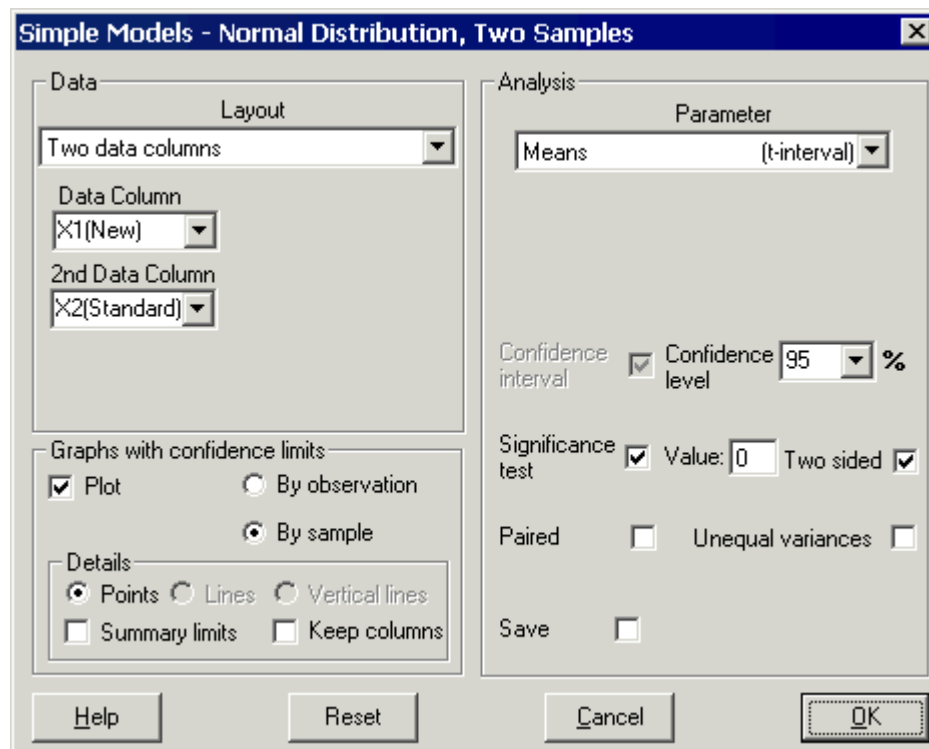 Simple Models - Normal Distribution, Two Samples
Data
Layout
Two data columns
Data Column
X1(New)
2nd Data Column
X2(Standard)
Graphs with confidence limits
Plot
By observation
By sample
Details
Points
Lines
Vertical lines
Summary limits
Keep columns
Analysis
Parameter
Means (t-interval)
Confidence
interval
Confidence
level
95 %
Significance
test
Value: 0
Two sided
Paired
Unequal variances
Save
Help
Reset
Cancel
OK